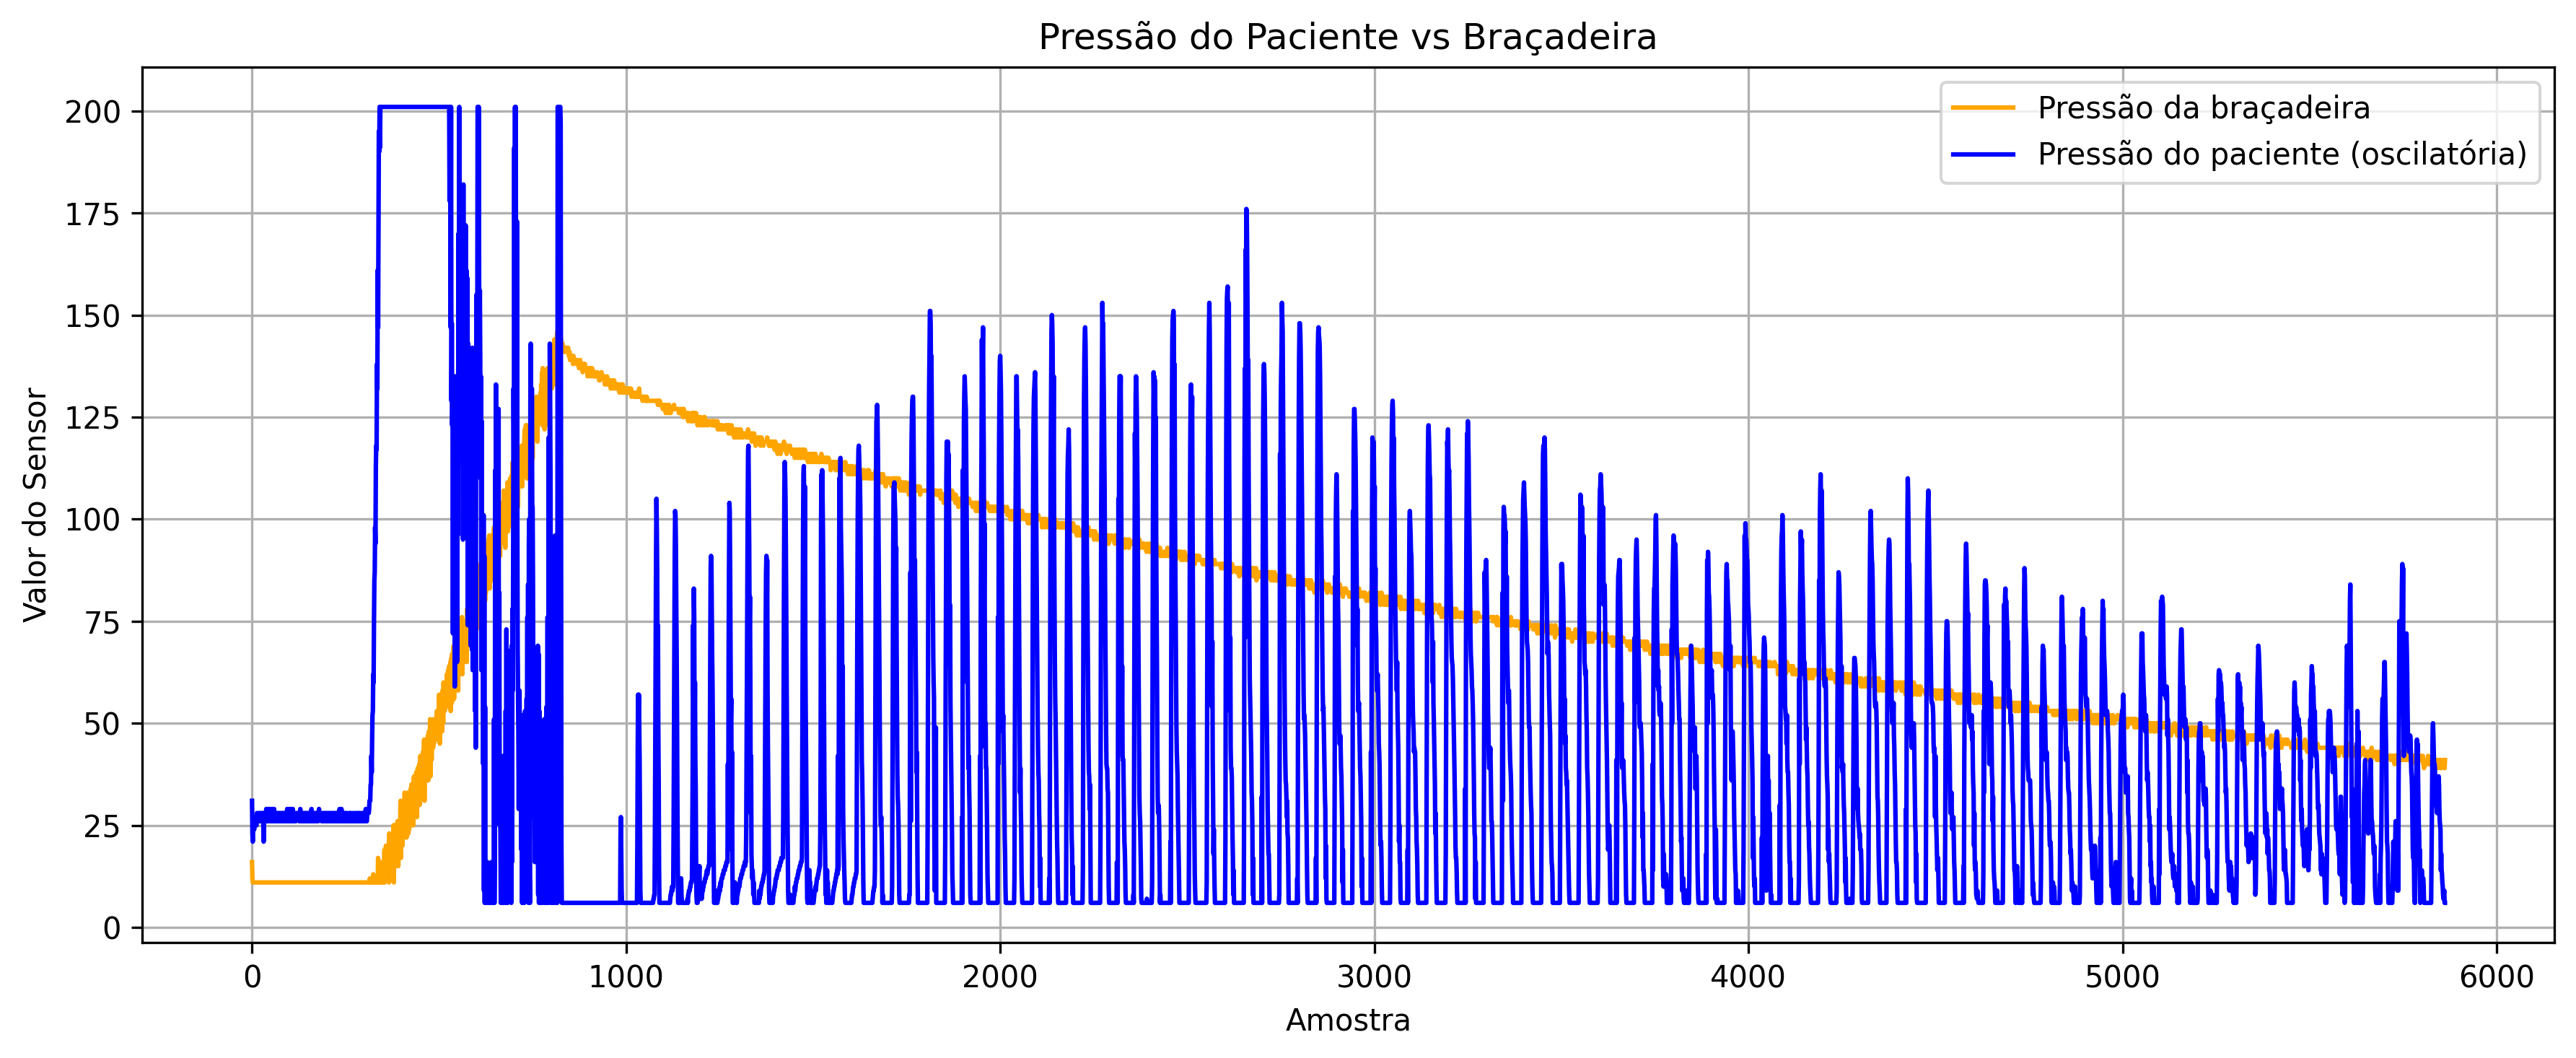 Pressão do Paciente vs Braçadeira
Pressão da braçadeira
Pressão do paciente (oscilatória)
Valor do Sensor
200
175
150
125
100
75
50
25
0
0 1000 2000 3000 4000 5000 6000
Amostra